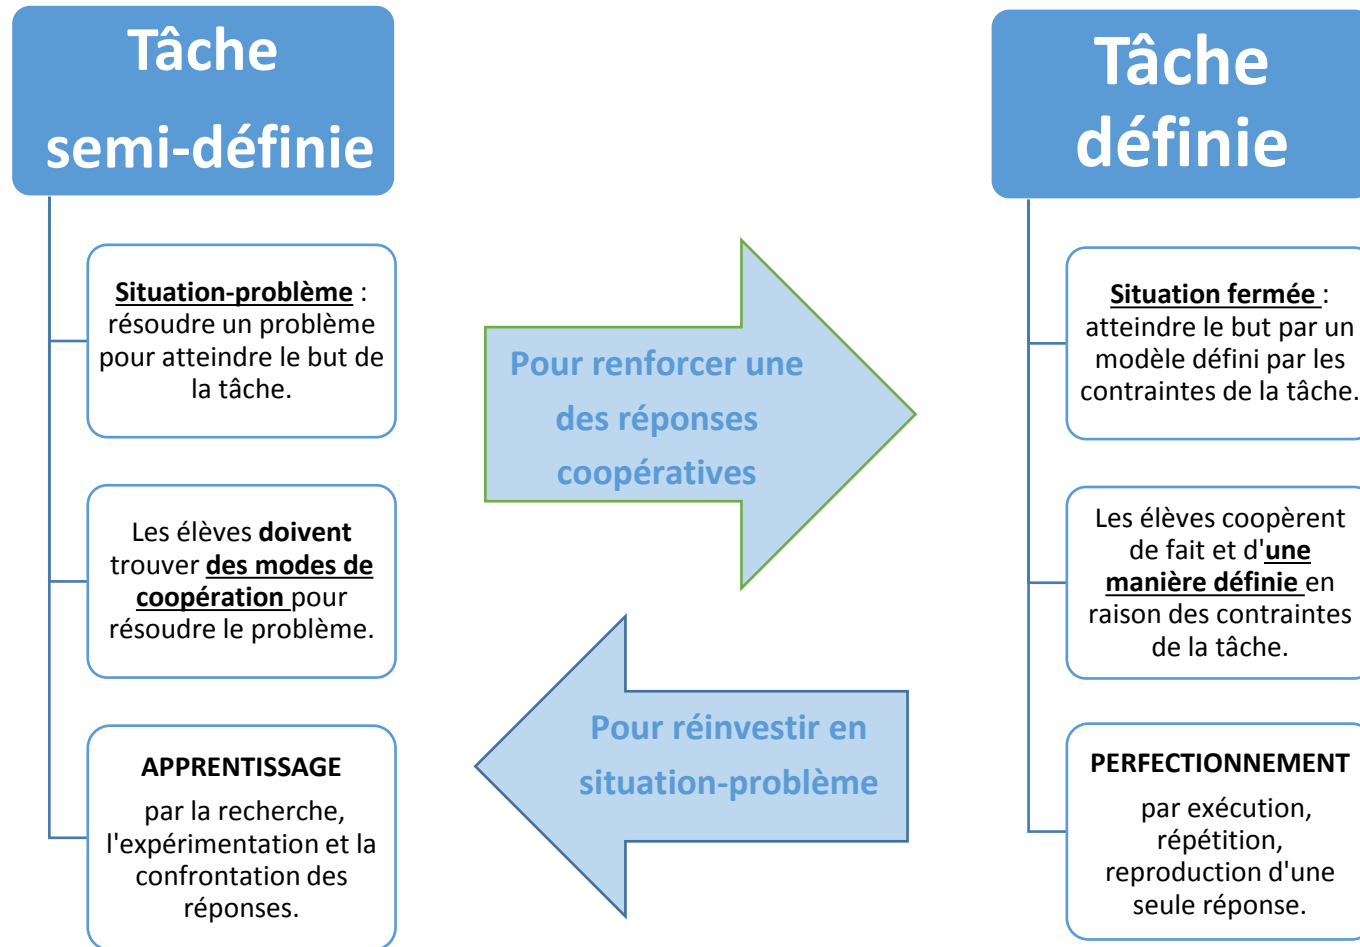 Tâche
semi-définie
Situation-problème :
résoudre un problème
pour atteindre le but de
la tâche.
Les élèves doivent
trouver des modes de
coopération pour
résoudre le problème.
APPRENTISSAGE
par la recherche,
l'expérimentation et la
confrontation des
réponses.
Pour renforcer une
des réponses
coopératives
Pour réinvestir en
situation-problème
Tâche
définie
Situation fermée :
atteindre le but par un
modèle défini par les
contraintes de la tâche.
Les élèves coopèrent
de fait et d'une
manière définie en
raison des contraintes
de la tâche.
PERFECTIONNEMENT
par exécution,
répétition,
reproduction d'une
seule réponse.